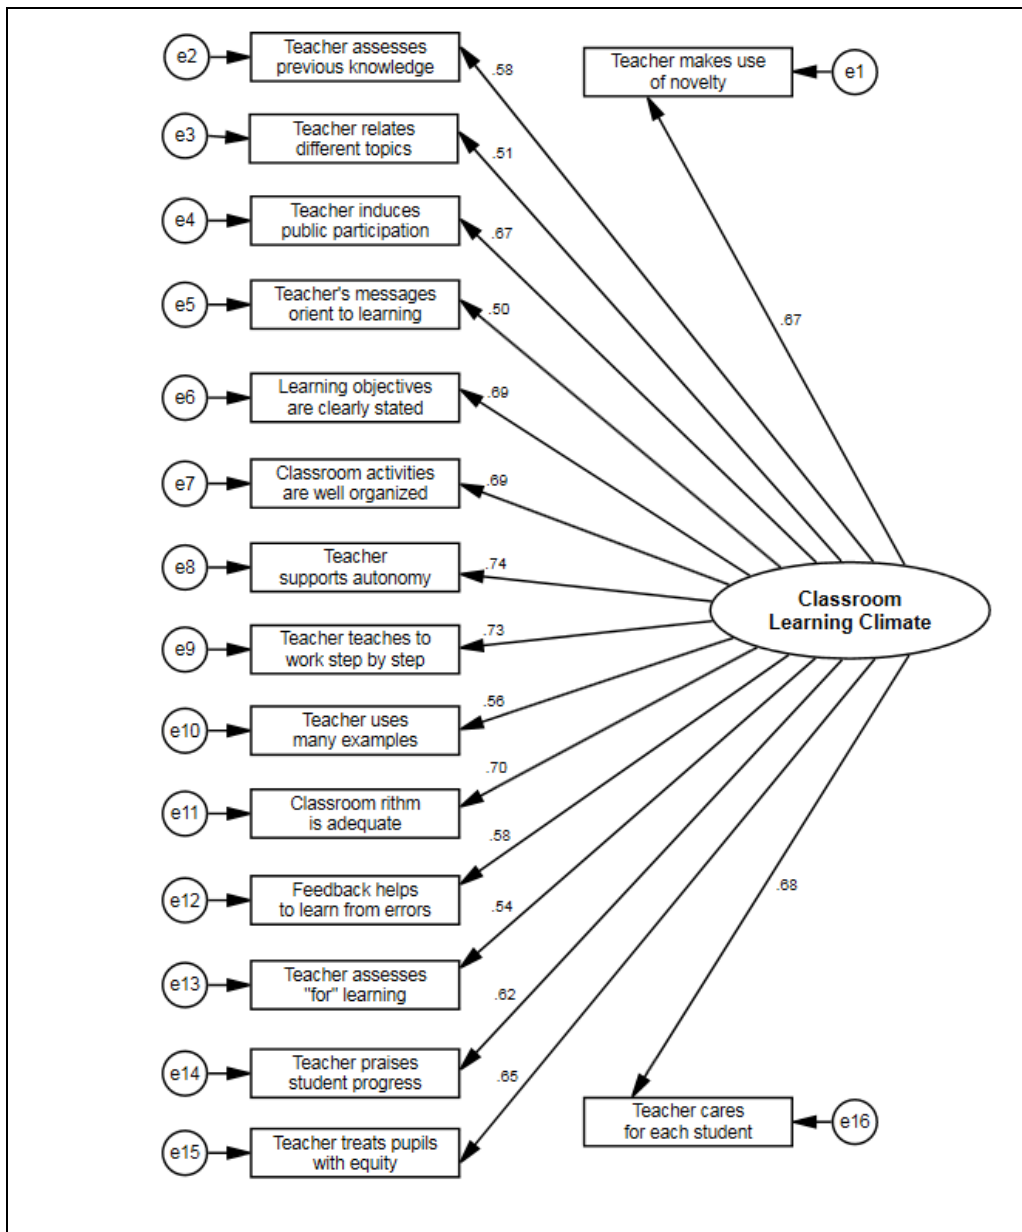 e2
Teacher assesses
previous knowledge
.58
Teacher makes use
of novelty
e1
e3
Teacher relates
different topics
.51
e4
Teacher induces
public participation
.67
e5
Teacher's messages
orient to learning
.50
.67
e6
Learning objectives
are clearly stated
.69
e7
Classroom activities
are well organized
.69
e8
Teacher
supports autonomy
.74
Classroom
Learning Climate
e9
Teacher teaches to
work step by step
.73
e10
Teacher uses
many examples
.56
e11
Classroom rithm
is adequate
.70
e12
Feedback helps
to learn from errors
.58
.68
e13
Teacher assesses
"for" learning
.54
e14
Teacher praises
student progress
.62
e15
Teacher treats pupils
with equity
.65
Teacher cares
for each student
e16